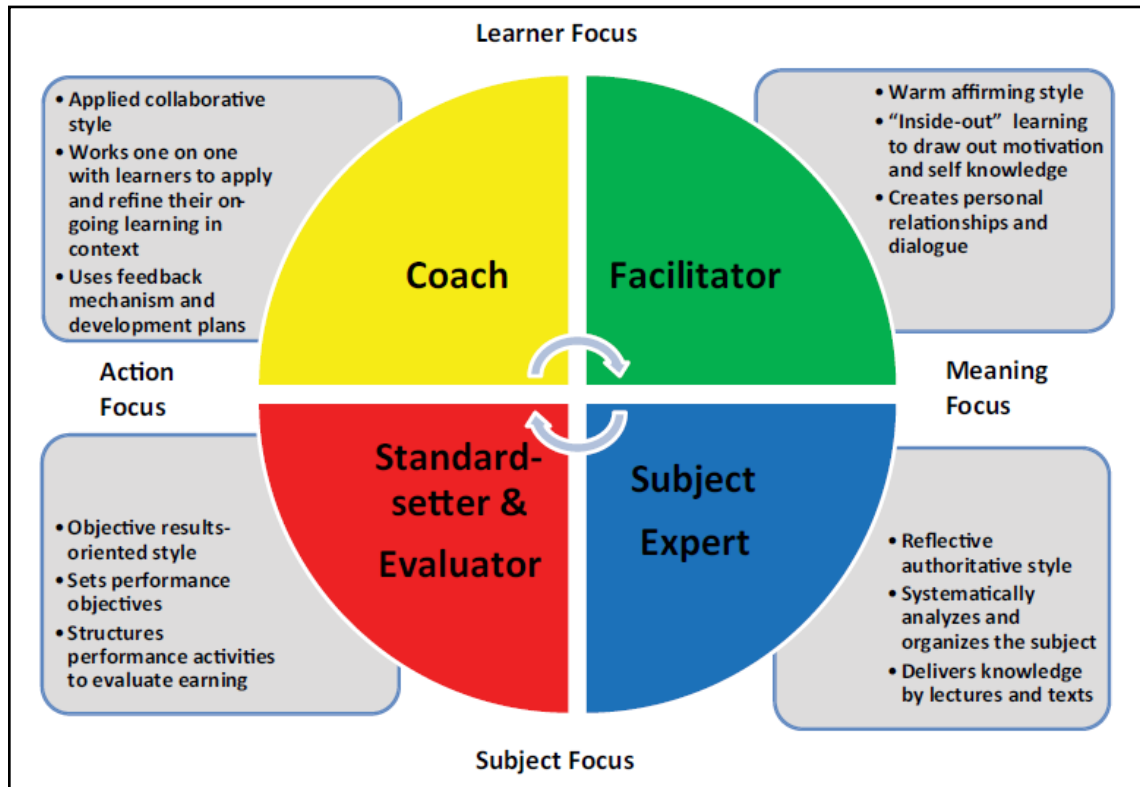 Learner Focus
• Applied collaborative
style
• Works one on one
with learners to apply
and refine their on-
going learning in
context
• Uses feedback
mechanism and
development plans
• Warm affirming style
• “Inside-out” learning
to draw out motivation
and self knowledge
• Creates personal
relationships and
dialogue
Coach
Facilitator
Action
Focus
Meaning
Focus
Standard-
setter &
Evaluator
Subject
Expert
• Objective results-
oriented style
• Sets performance
objectives
• Structures
performance activities
to evaluate earning
• Reflective
authoritative style
• Systematically
analyzes and
organizes the subject
• Delivers knowledge
by lectures and texts
Subject Focus